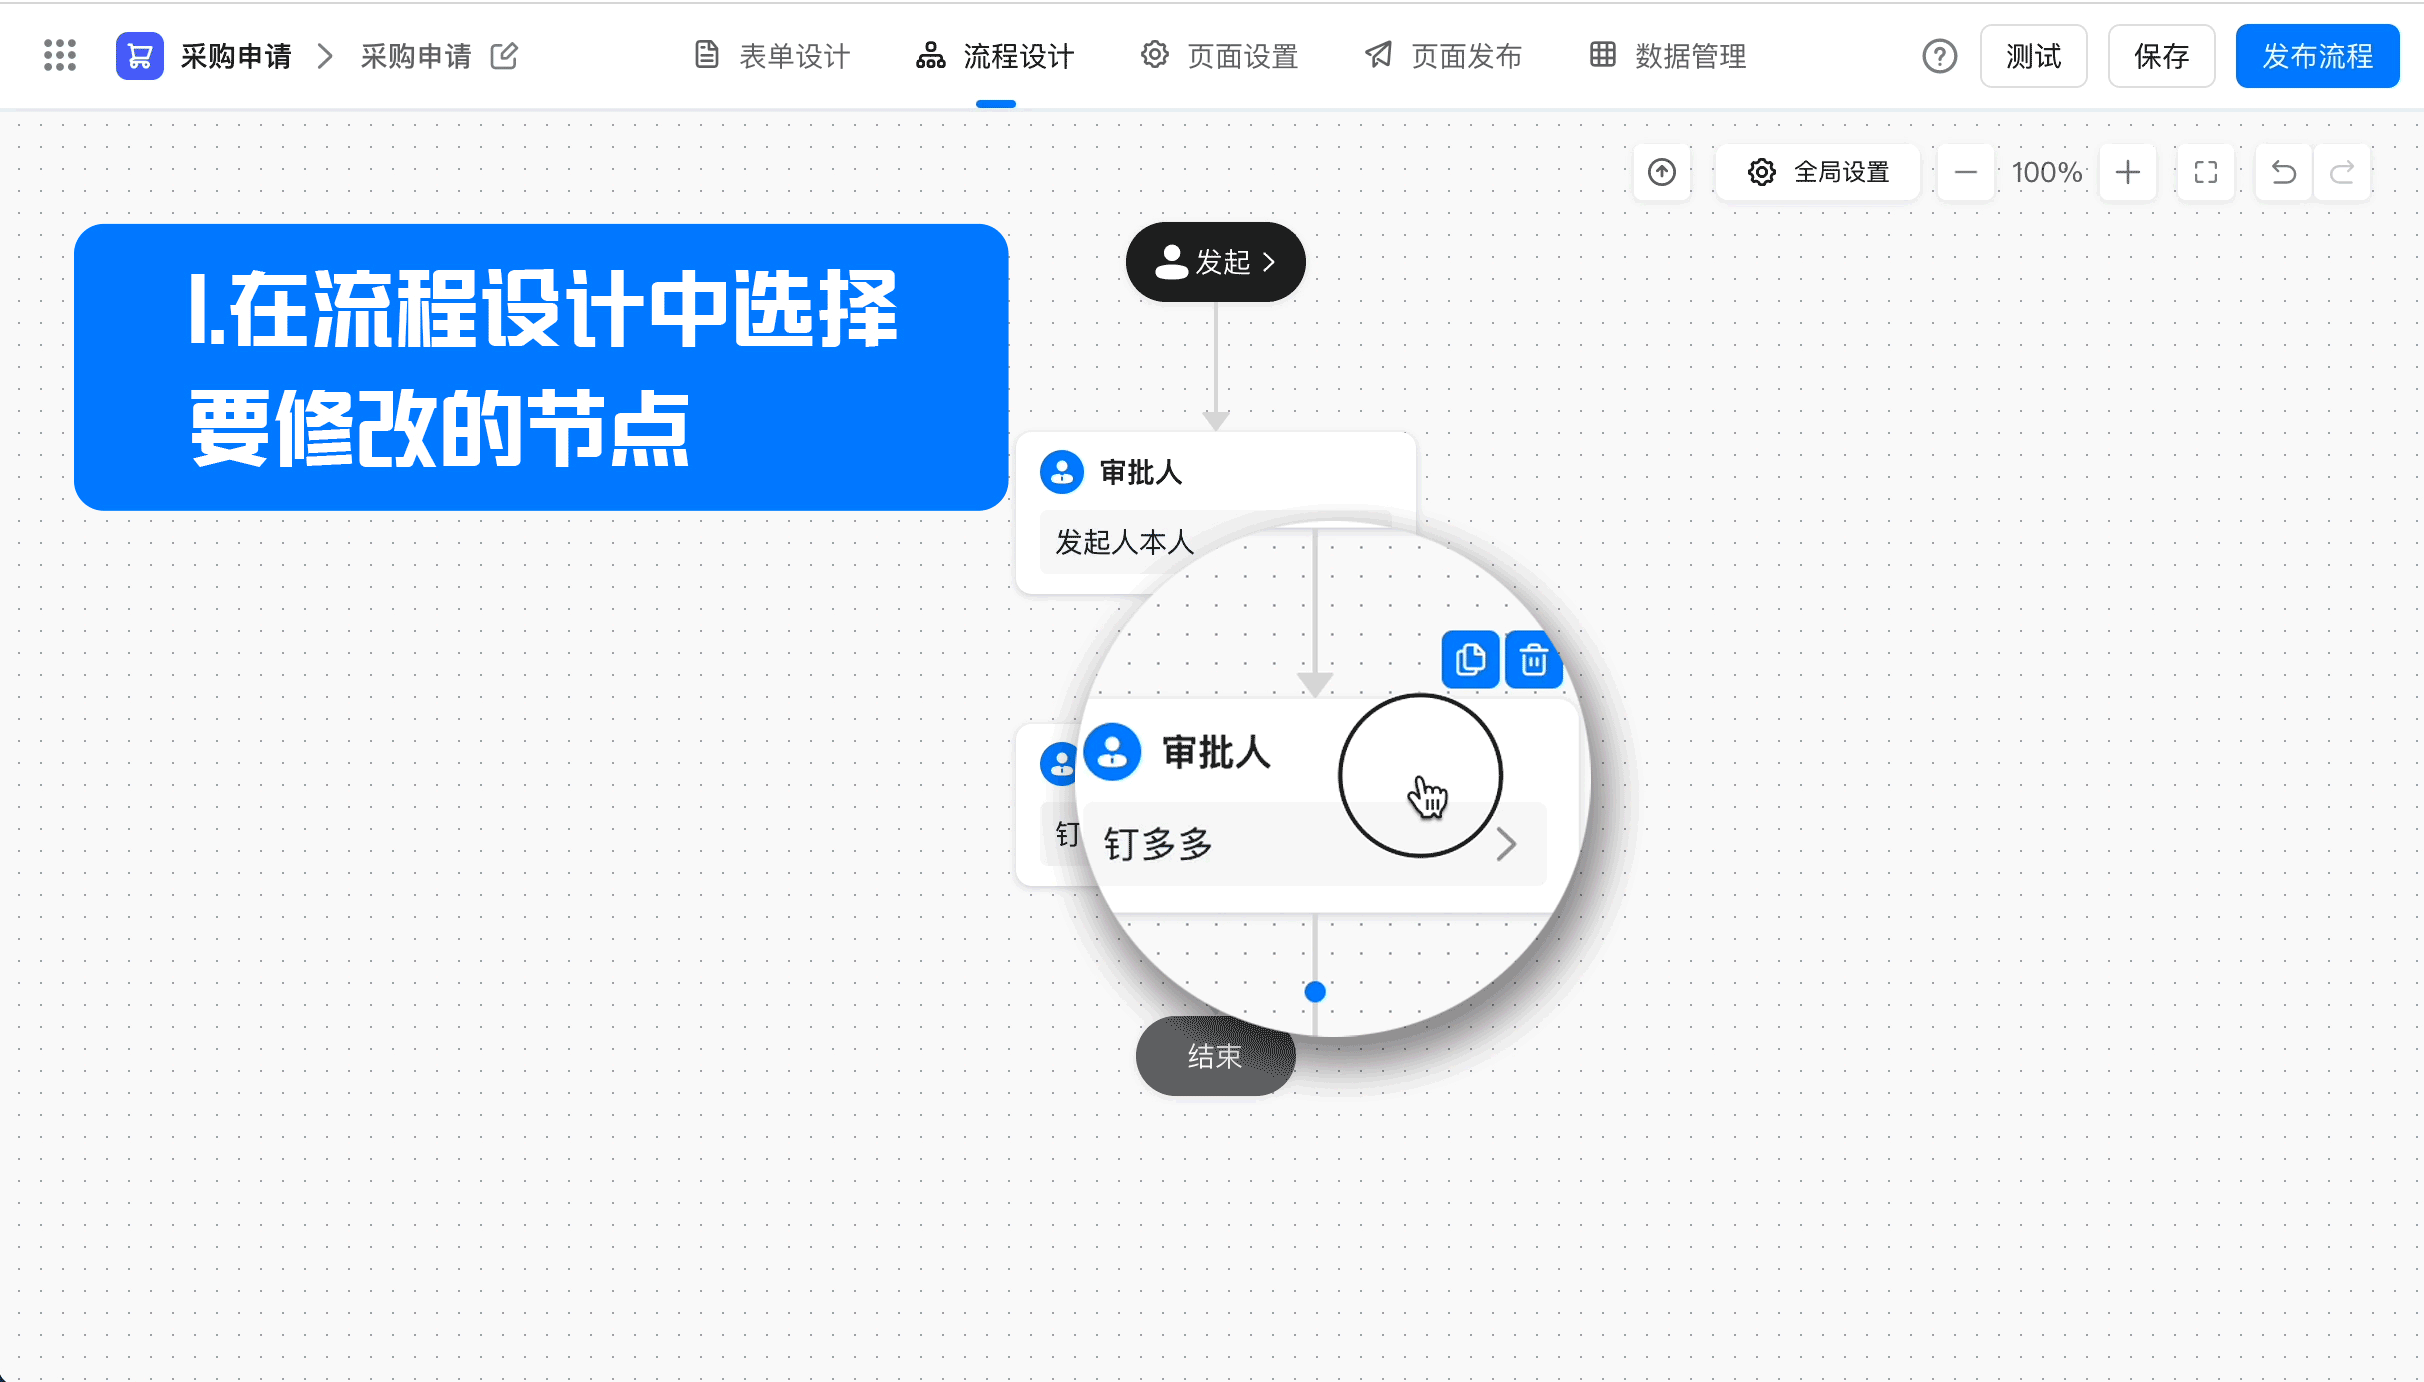 采购申请 采购申请 表单设计 流程设计 页面设置 页面发布 数据管理 测试 保存 发布流程
全局设置 100%
1.在流程设计中选择
要修改的节点
发起
审批人
发起人本人
审批人
钉
钉多多
结束